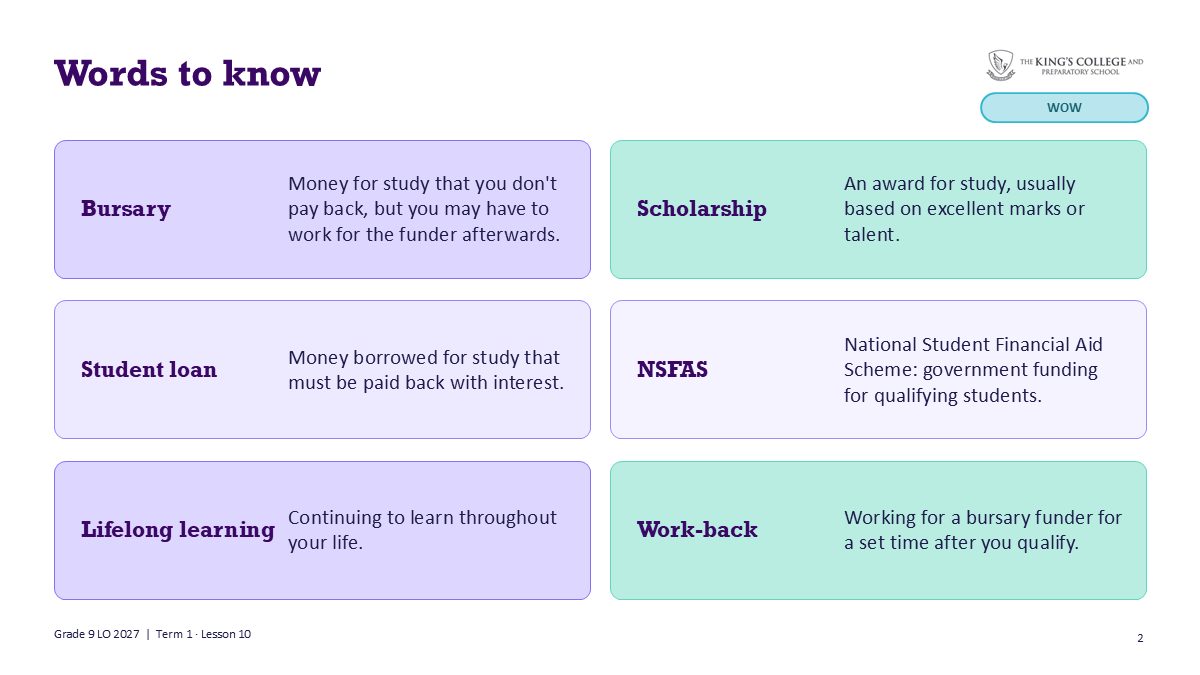 Words to know
THE KING'S COLLEGE AND
PREPARATORY SCHOOL
WOW
Bursary
Money for study that you don't
pay back, but you may have to
work for the funder afterwards.
Scholarship
An award for study, usually
based on excellent marks or
talent.
Student loan
Money borrowed for study that
must be paid back with interest.
NSFAS
National Student Financial Aid
Scheme: government funding
for qualifying students.
Lifelong learning
Continuing to learn throughout
your life.
Work-back
Working for a bursary funder for
a set time after you qualify.
Grade 9 LO 2027 | Term 1 · Lesson 10
2